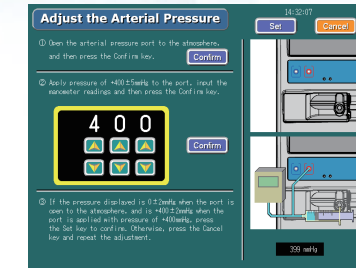 Adjust the Arterial Pressure
14:32:07
Set
Cancel
① Open the arterial pressure port to the atmosphere,
and then press the Confirm key.
Confirm
② Apply pressure of +400±5mmHg to the port, input the
manometer readings and then press the Confirm key.
4 0 0
Confirm
③ If the pressure displayed is 0±2mmHg when the port is
open to the atmosphere, and is +400±2mmHg when the
port is applied with pressure of +400mmHg, press
the Set key to confirm. Otherwise, press the Cancel
key and repeat the adjustment.
399 mmHg